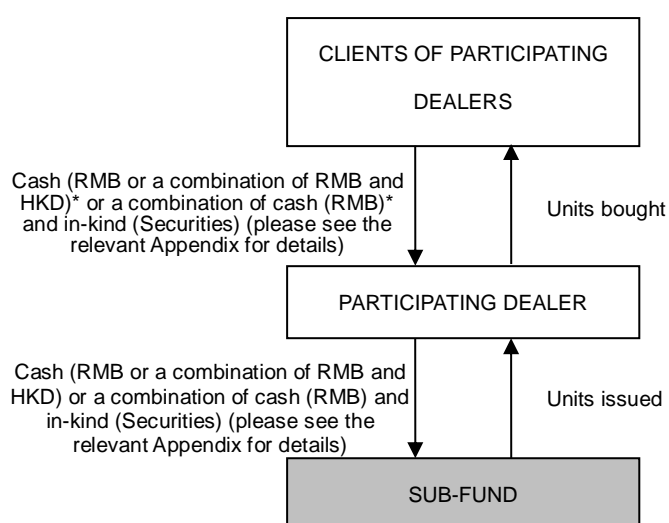 CLIENTS OF PARTICIPATING
DEALERS
Cash (RMB or a combination of RMB and
HKD)* or a combination of cash (RMB)*
and in-kind (Securities) (please see the
relevant Appendix for details)
Units bought
PARTICIPATING DEALER
Cash (RMB or a combination of RMB and
HKD) or a combination of cash (RMB) and
in-kind (Securities) (please see the
relevant Appendix for details)
Units issued
SUB-FUND